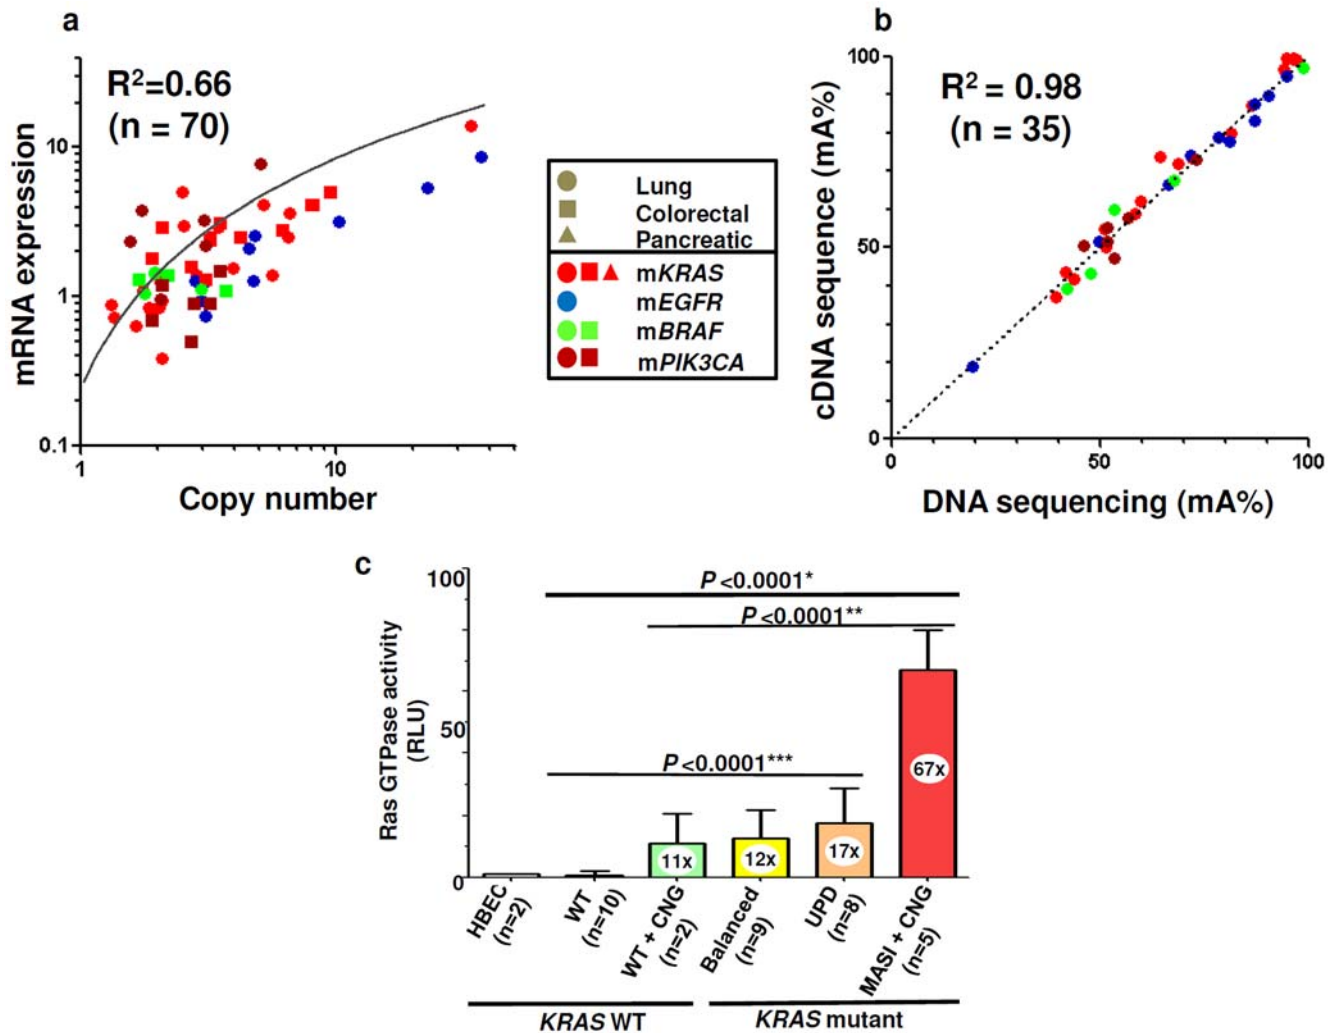 a
R²=0.66
(n = 70)
mRNA expression
10
1
0.1
1
10
Copy number
Lung
Colorectal
Pancreatic
mKRAS
mEGFR
mBRAF
mPIK3CA
b
R² = 0.98
(n = 35)
cDNA sequence (mA%)
100
50
0
0
50
100
DNA sequencing (mA%)
c
Ras GTPase activity
(RLU)
100
50
0
P <0.0001*
P <0.0001**
P <0.0001***
11x
12x
17x
67x
HBEC
(n=2)
WT
(n=10)
WT + CNG
(n=2)
Balanced
(n=9)
UPD
(n=8)
MASI + CNG
(n=5)
KRAS WT
KRAS mutant